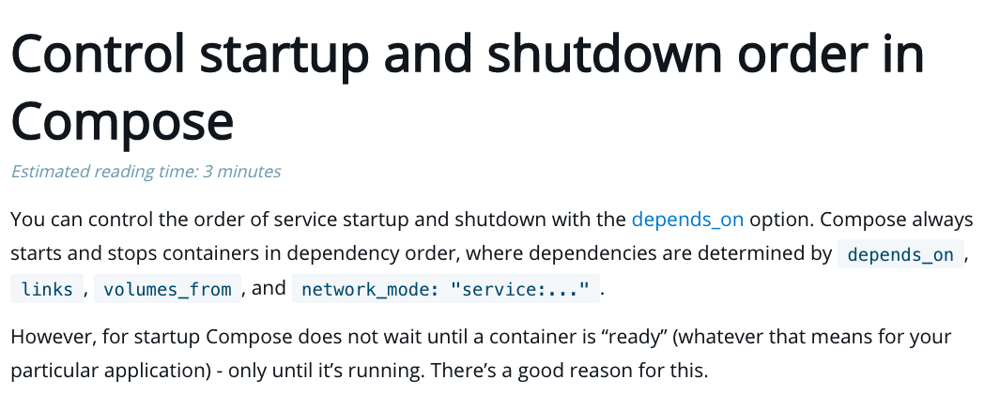 Control startup and shutdown order in
Compose
Estimated reading time: 3 minutes
You can control the order of service startup and shutdown with the depends_on option. Compose always
starts and stops containers in dependency order, where dependencies are determined by depends_on ,
links , volumes_from , and network_mode: "service:..." .
However, for startup Compose does not wait until a container is “ready” (whatever that means for your
particular application) - only until it’s running. There’s a good reason for this.